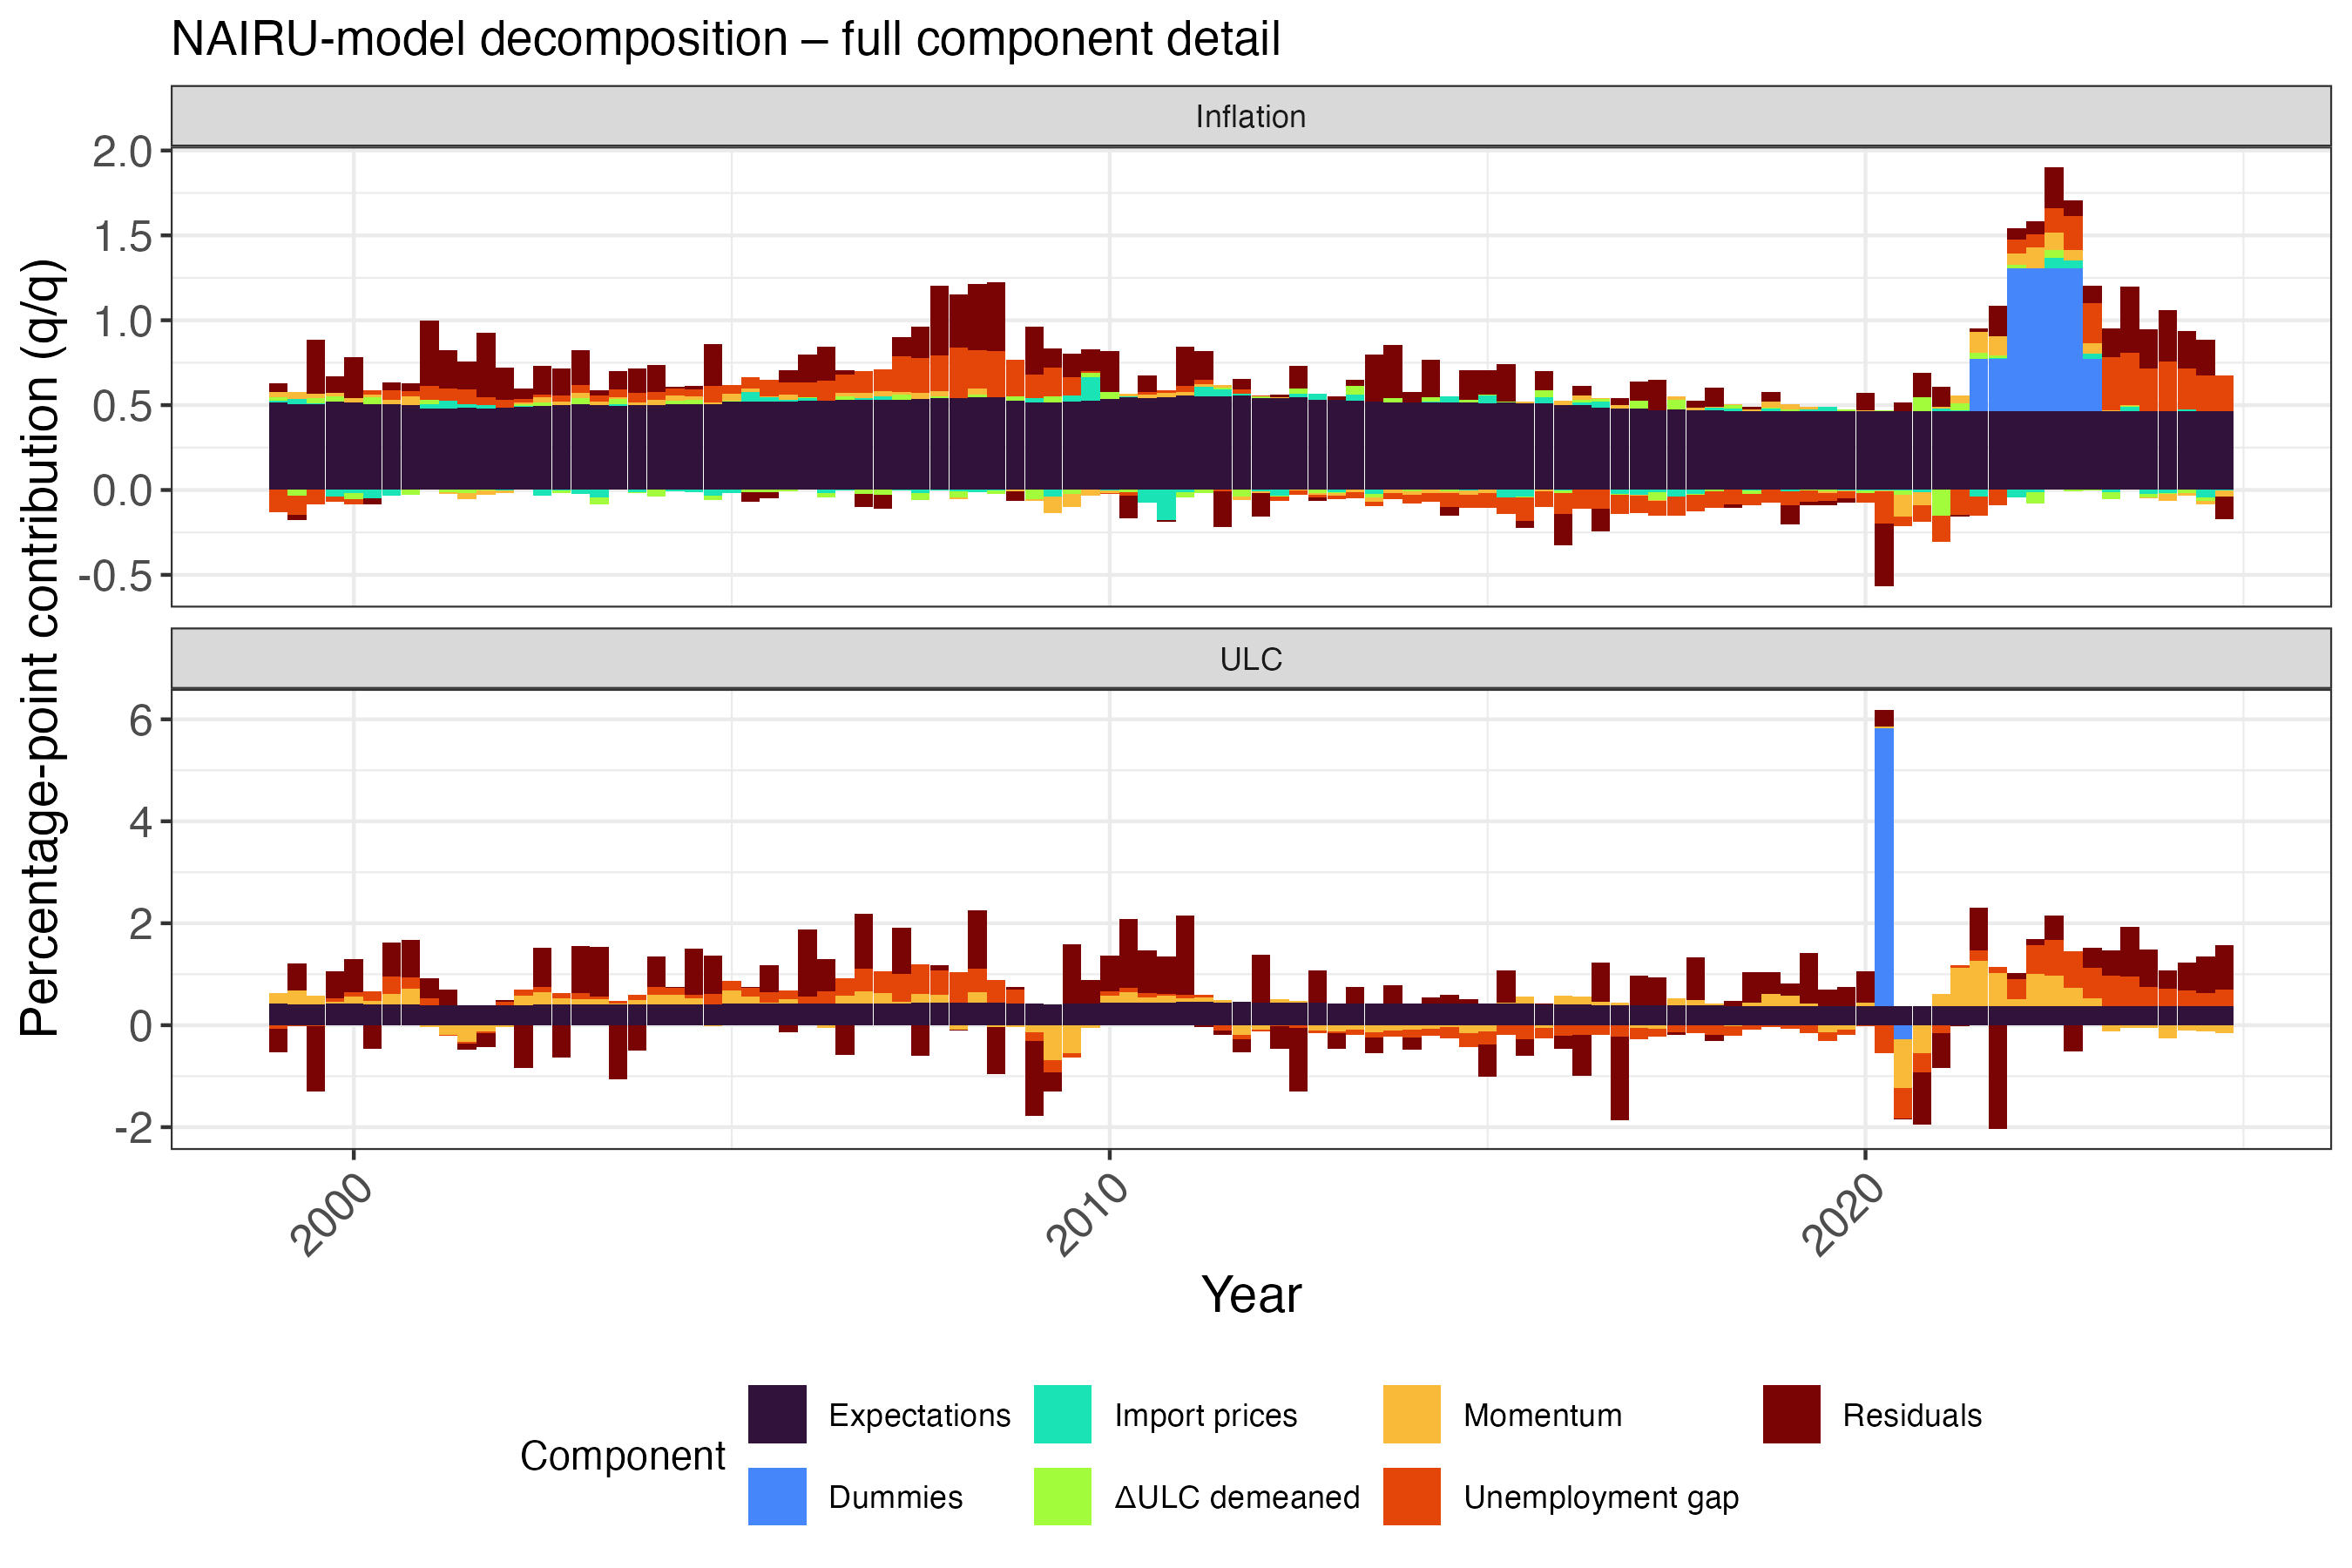 NAIRU-model decomposition – full component detail
Inflation
2.0
1.5
1.0
0.5
0.0
-0.5
Percentage-point contribution (q/q)
ULC
6
4
2
0
-2
2000
2010
2020
Year
Component
Expectations
Import prices
Momentum
Residuals
Dummies
ΔULC demeaned
Unemployment gap